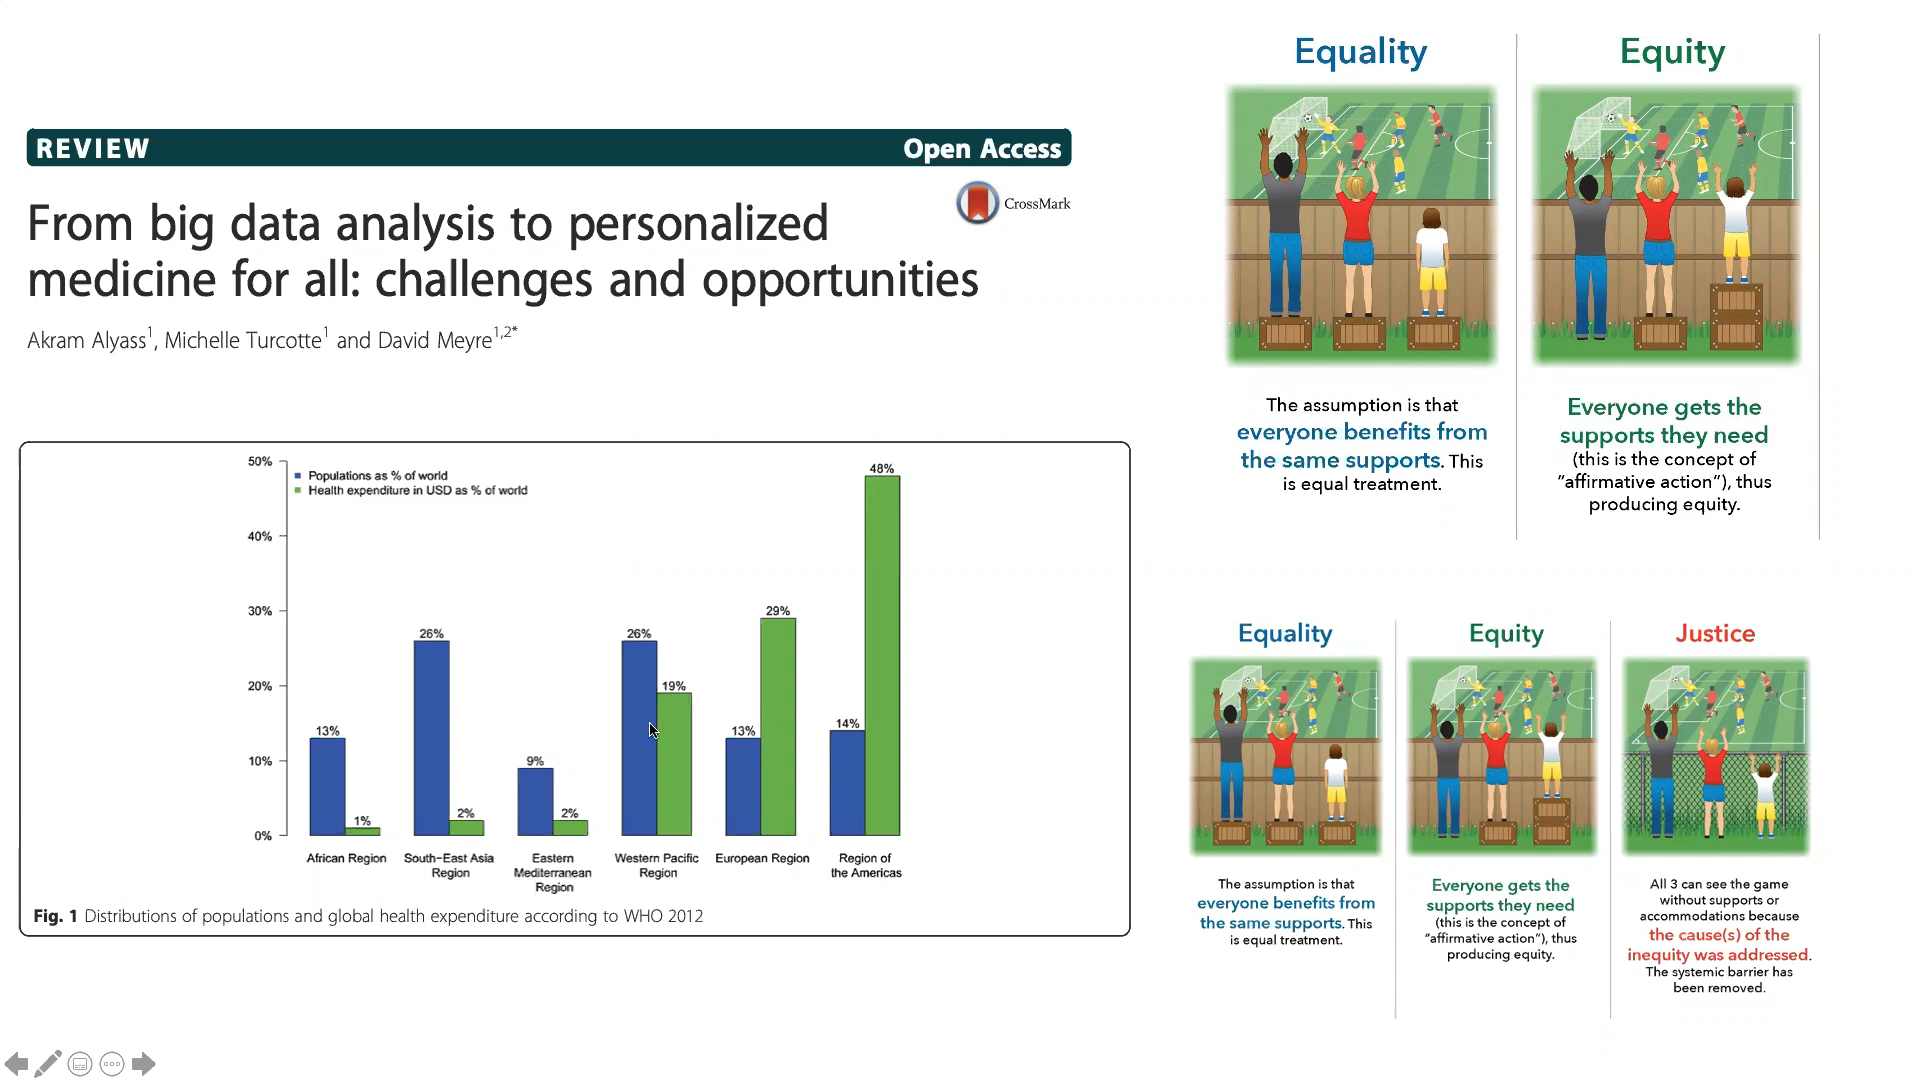 REVIEW
Open Access
CrossMark
From big data analysis to personalized
medicine for all: challenges and opportunities
Akram Alyass1, Michelle Turcotte1 and David Meyre1,2*
50%
40%
30%
20%
10%
0%
Populations as % of world
Health expenditure in USD as % of world
13%
1%
26%
2%
9%
2%
26%
19%
13%
29%
14%
48%
African Region
South-East Asia
Region
Eastern
Mediterranean
Region
Western Pacific
Region
European Region
Region of
the Americas
Fig. 1 Distributions of populations and global health expenditure according to WHO 2012
Equality
The assumption is that
everyone benefits from
the same supports. This
is equal treatment.
Equity
Everyone gets the
supports they need
(this is the concept of
"affirmative action"), thus
producing equity.
Equality
The assumption is that
everyone benefits from
the same supports. This
is equal treatment.
Equity
Everyone gets the
supports they need
(this is the concept of
"affirmative action"), thus
producing equity.
Justice
All 3 can see the game
without supports or
accommodations because
the cause(s) of the
inequity was addressed.
The systemic barrier has
been removed.